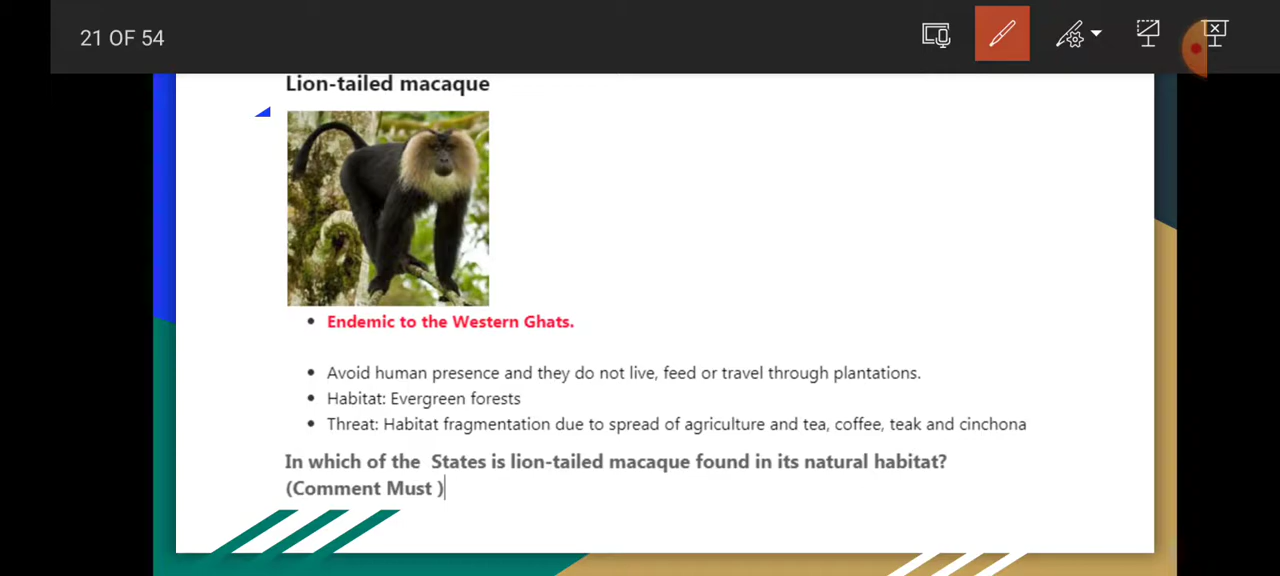 21 OF 54
Lion-tailed macaque
• Endemic to the Western Ghats.
• Avoid human presence and they do not live, feed or travel through plantations.
• Habitat: Evergreen forests
• Threat: Habitat fragmentation due to spread of agriculture and tea, coffee, teak and cinchona
In which of the States is lion-tailed macaque found in its natural habitat?
(Comment Must )